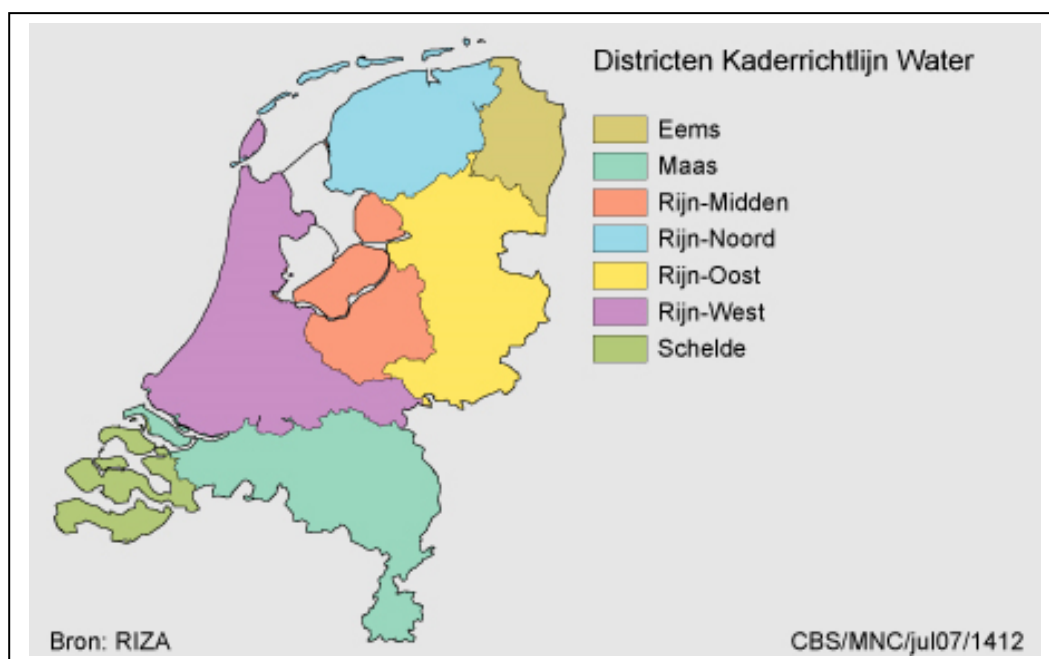 Districten Kaderrichtlijn Water
Eems
Maas
Rijn-Midden
Rijn-Noord
Rijn-Oost
Rijn-West
Schelde
Bron: RIZA
CBS/MNC/jul07/1412